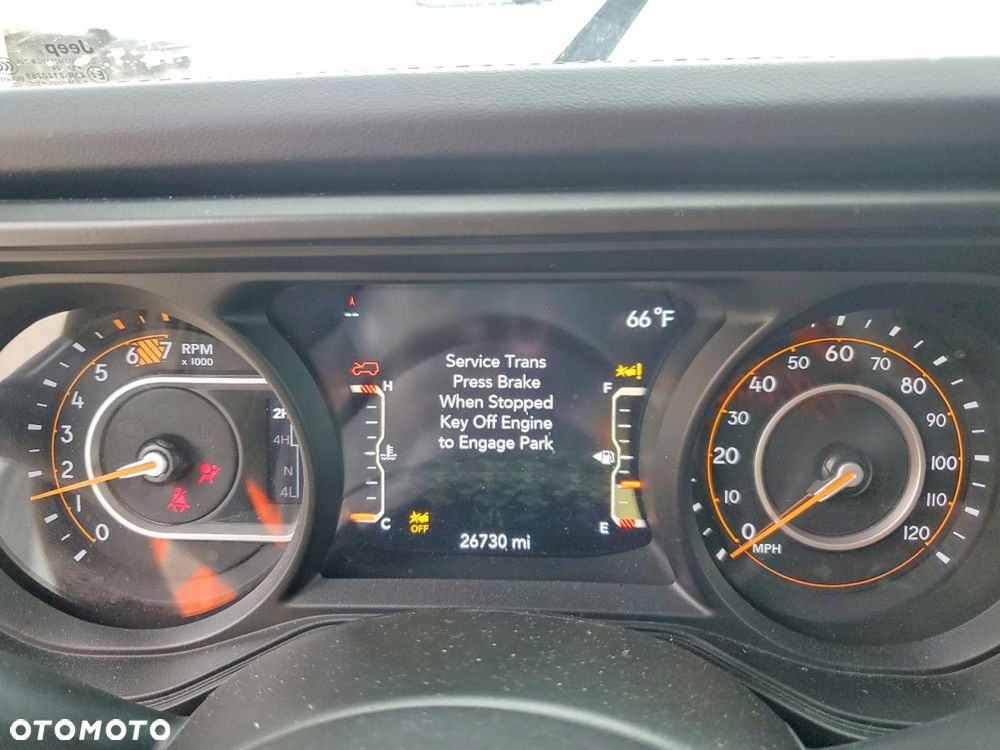 Jeep
66°F
Service Trans
Press Brake
When Stopped
Key Off Engine
to Engage Park
H
C
F
E
OFF
26730 mi
0
1
2
3
4
5
6
7
RPM
x 1000
2H
4H
N
4L
0
10
20
30
40
50
60
70
80
90
100
110
120
MPH
OTOMOTO